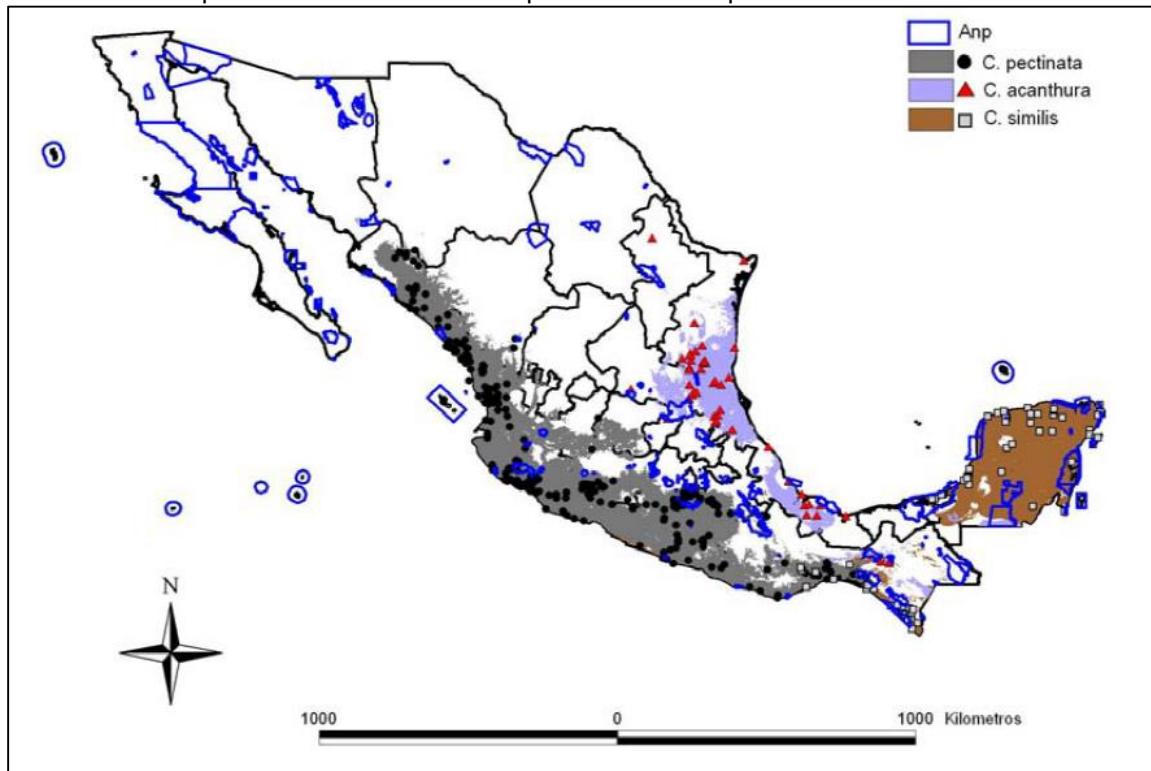 Anp
C. pectinata
C. acanthura
C. similis
N
1000 0 1000 Kilometros